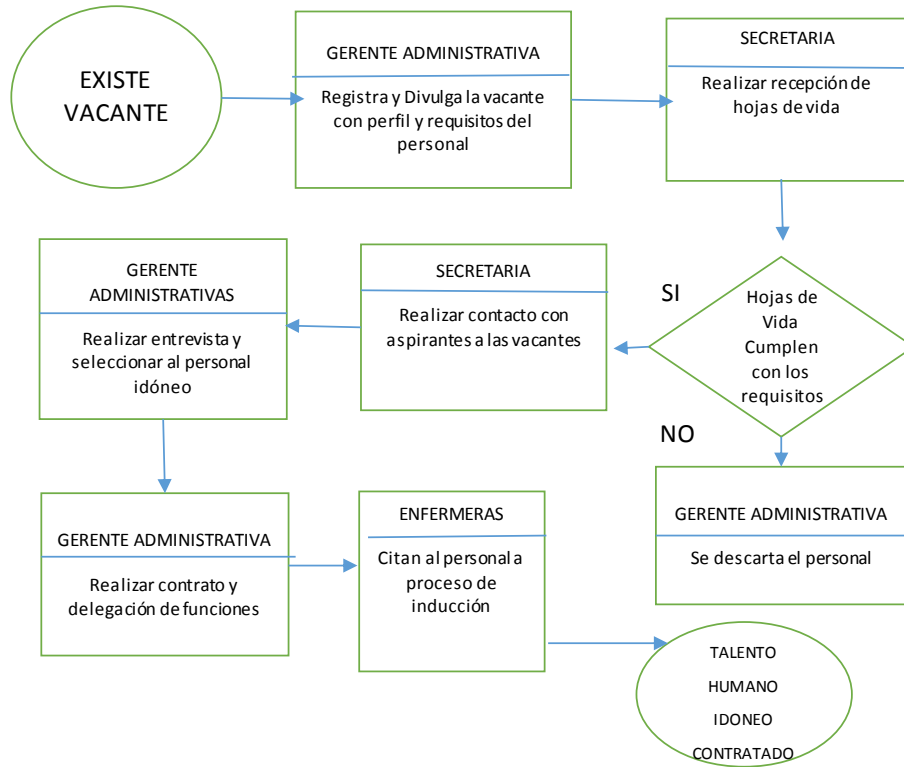 EXISTE
VACANTE
GERENTE ADMINISTRATIVA
Registra y Divulga la vacante
con perfil y requisitos del
personal
SECRETARIA
Realizar recepción de
hojas de vida
Hojas de
Vida
Cumplen
con los
requisitos
SI
NO
SECRETARIA
Realizar contacto con
aspirantes a las vacantes
GERENTE
ADMINISTRATIVAS
Realizar entrevista y
seleccionar al personal
idóneo
GERENTE ADMINISTRATIVA
Se descarta el personal
GERENTE ADMINISTRATIVA
Realizar contrato y
delegación de funciones
ENFERMERAS
Citan al personal a
proceso de
inducción
TALENTO
HUMANO
IDONEO
CONTRATADO